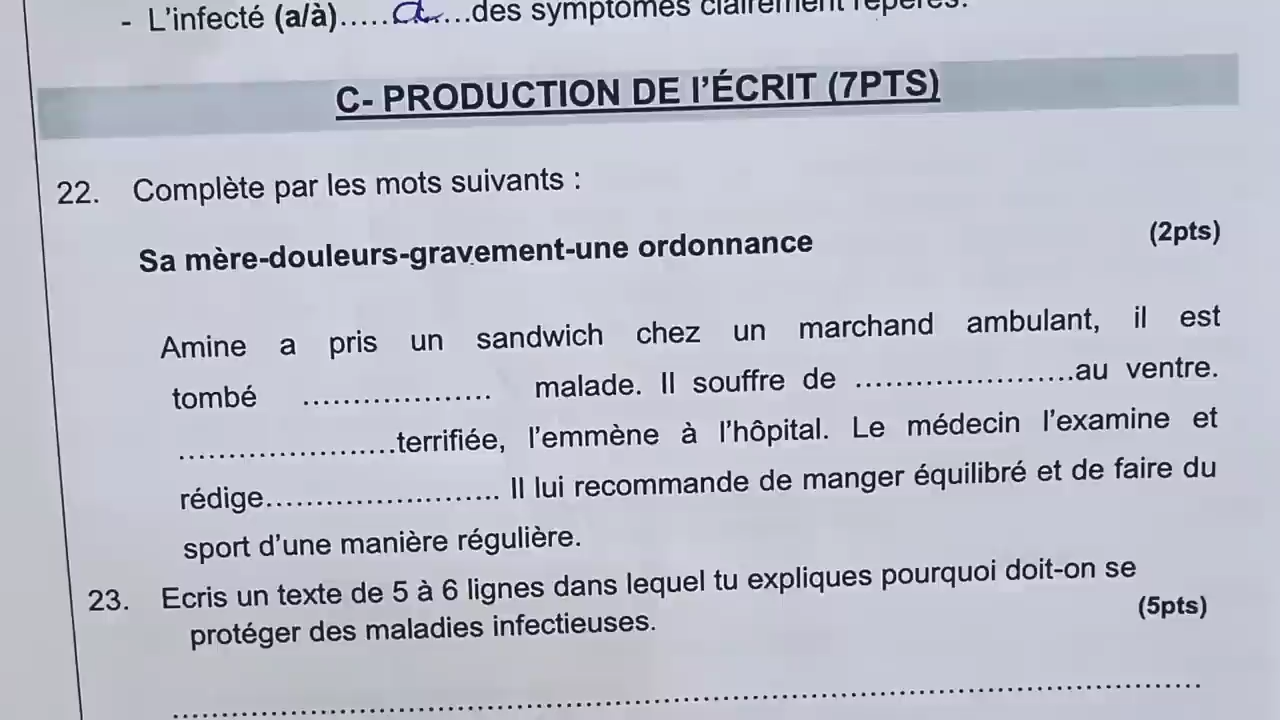 - L'infecté (a/à).....a....des symptômes clairement repérés.
C- PRODUCTION DE l'ÉCRIT (7PTS)
22. Complète par les mots suivants :
Sa mère-douleurs-gravement-une ordonnance (2pts)
Amine a pris un sandwich chez un marchand ambulant, il est
tombé ................... malade. Il souffre de ......................au ventre.
......................terrifiée, l'emmène à l'hôpital. Le médecin l'examine et
rédige........................ Il lui recommande de manger équilibré et de faire du
sport d'une manière régulière.
23. Ecris un texte de 5 à 6 lignes dans lequel tu expliques pourquoi doit-on se
protéger des maladies infectieuses. (5pts)